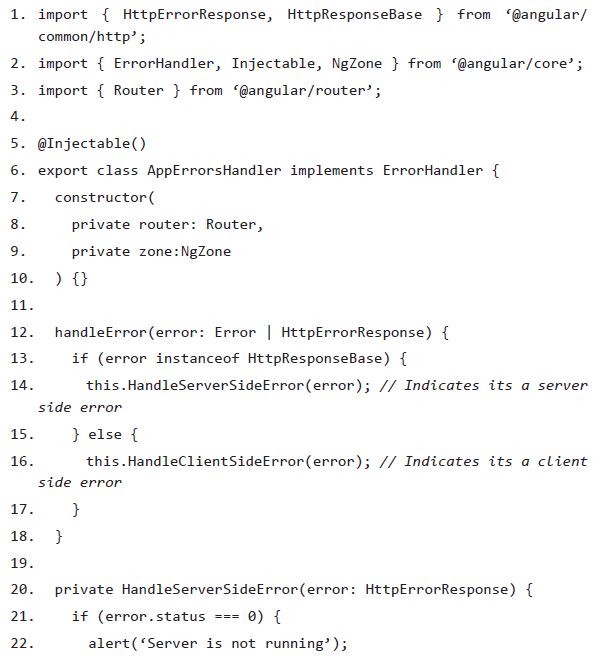 1. import { HttpErrorResponse, HttpResponseBase } from ‘@angular/
common/http’;
2. import { ErrorHandler, Injectable, NgZone } from ‘@angular/core’;
3. import { Router } from ‘@angular/router’;
4.
5. @Injectable()
6. export class AppErrorsHandler implements ErrorHandler {
7. constructor(
8. private router: Router,
9. private zone:NgZone
10. ) {}
11.
12. handleError(error: Error | HttpErrorResponse) {
13. if (error instanceof HttpResponseBase) {
14. this.HandleServerSideError(error); // Indicates its a server
side error
15. } else {
16. this.HandleClientSideError(error); // Indicates its a client
side error
17. }
18. }
19.
20. private HandleServerSideError(error: HttpErrorResponse) {
21. if (error.status === 0) {
22. alert(‘Server is not running’);